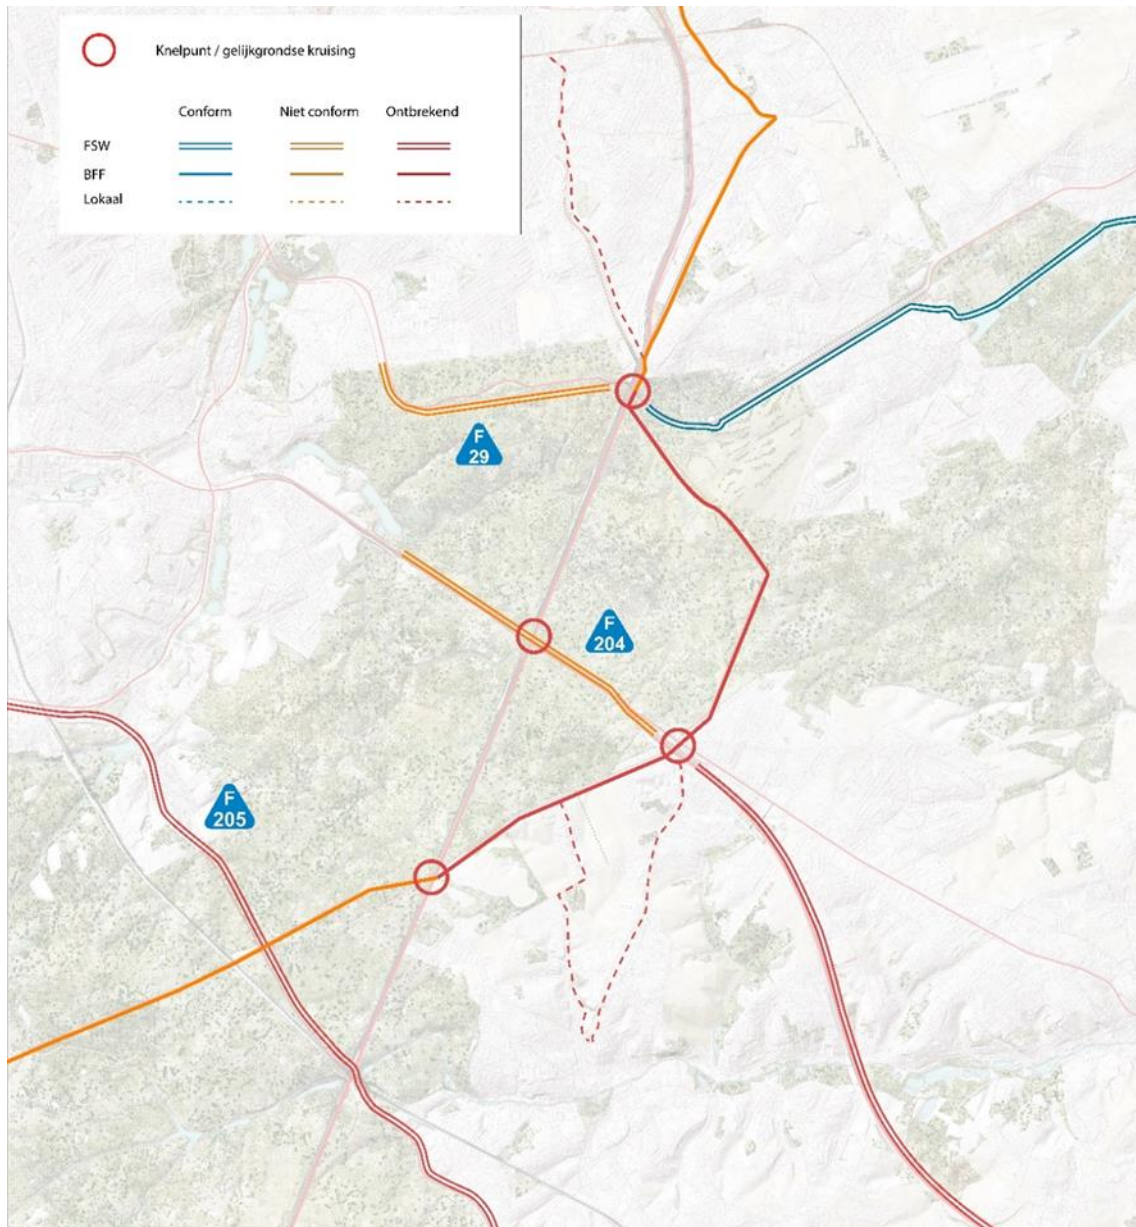 Knelpunt / gelijkgrondse kruising
Conform Niet conform Ontbrekend
FSW
BFF
Lokaal
F
29
F
204
F
205